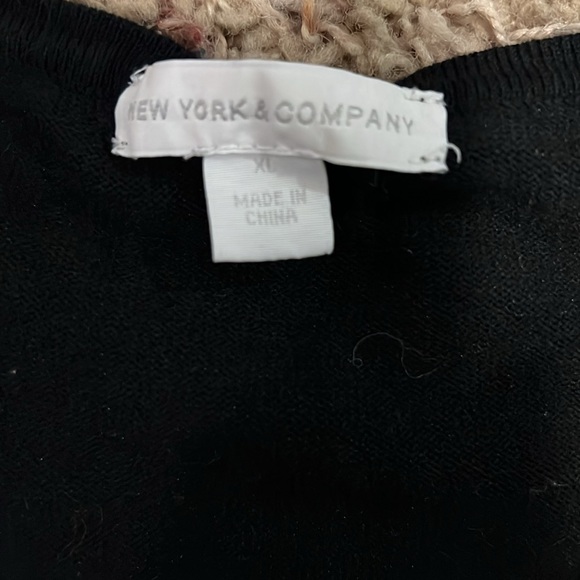 NEW YORK & COMPANY
XL
MADE IN
CHINA